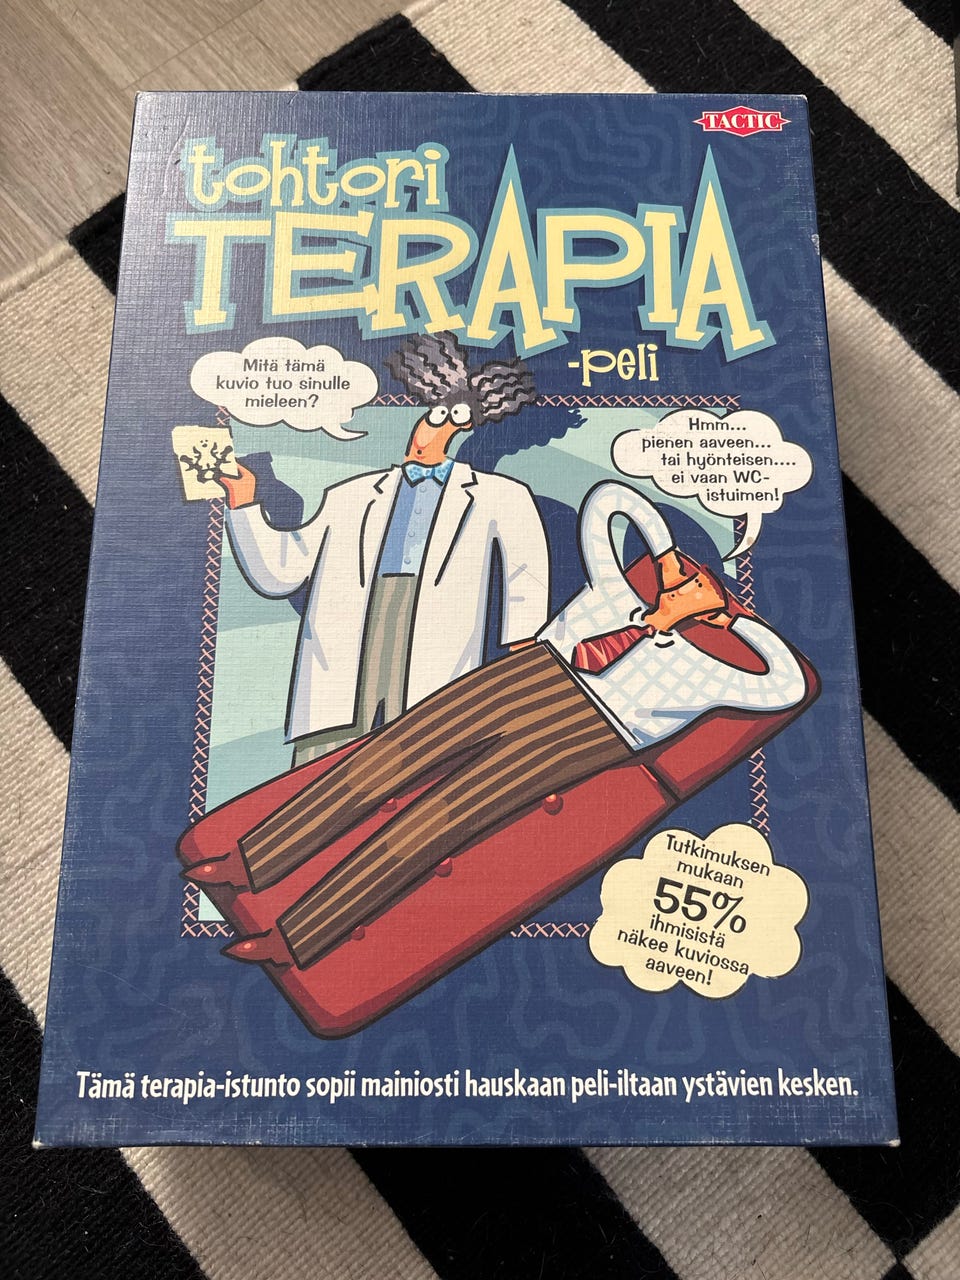 TACTIC
tohtori
TERAPIA
-peli
Mitä tämä
kuvio tuo sinulle
mieleen?
Hmm...
pienen aaveen...
tai hyönteisen....
ei vaan WC-
istuimen!
Tutkimuksen
mukaan
55%
ihmisistä
näkee kuviossa
aaveen!
Tämä terapia-istunto sopii mainiosti hauskaan peli-iltaan ystävien kesken.